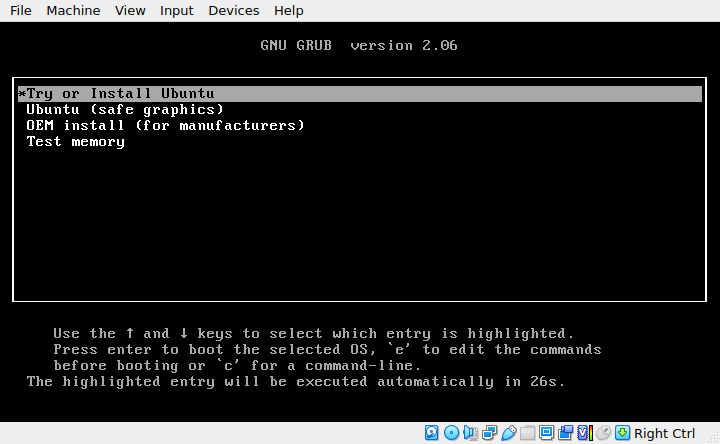 File Machine View Input Devices Help
GNU GRUB version 2.06
*Try or Install Ubuntu
Ubuntu (safe graphics)
OEM install (for manufacturers)
Test memory
Use the ↑ and ↓ keys to select which entry is highlighted.
Press enter to boot the selected OS, `e' to edit the commands
before booting or `c' for a command-line.
The highlighted entry will be executed automatically in 26s.
Right Ctrl